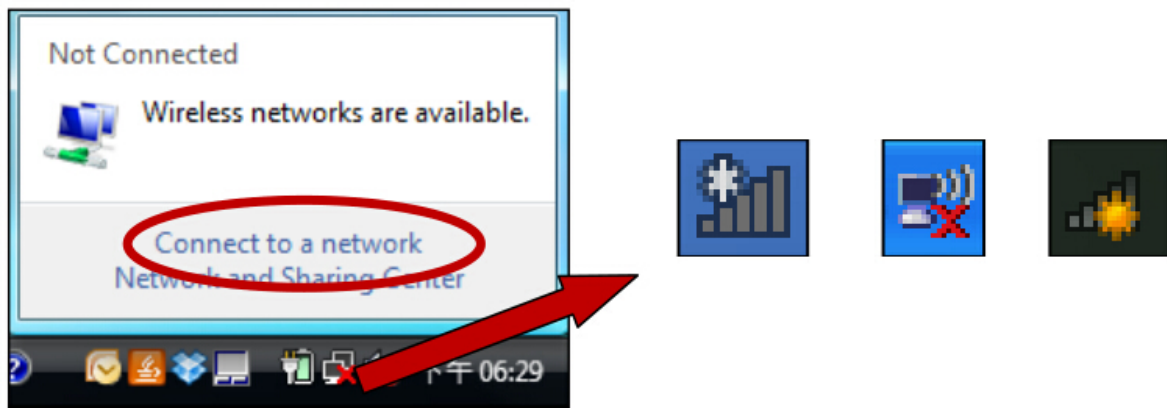 Not Connected
Wireless networks are available.
Connect to a network
Network and Sharing Center
? 下午 06:29